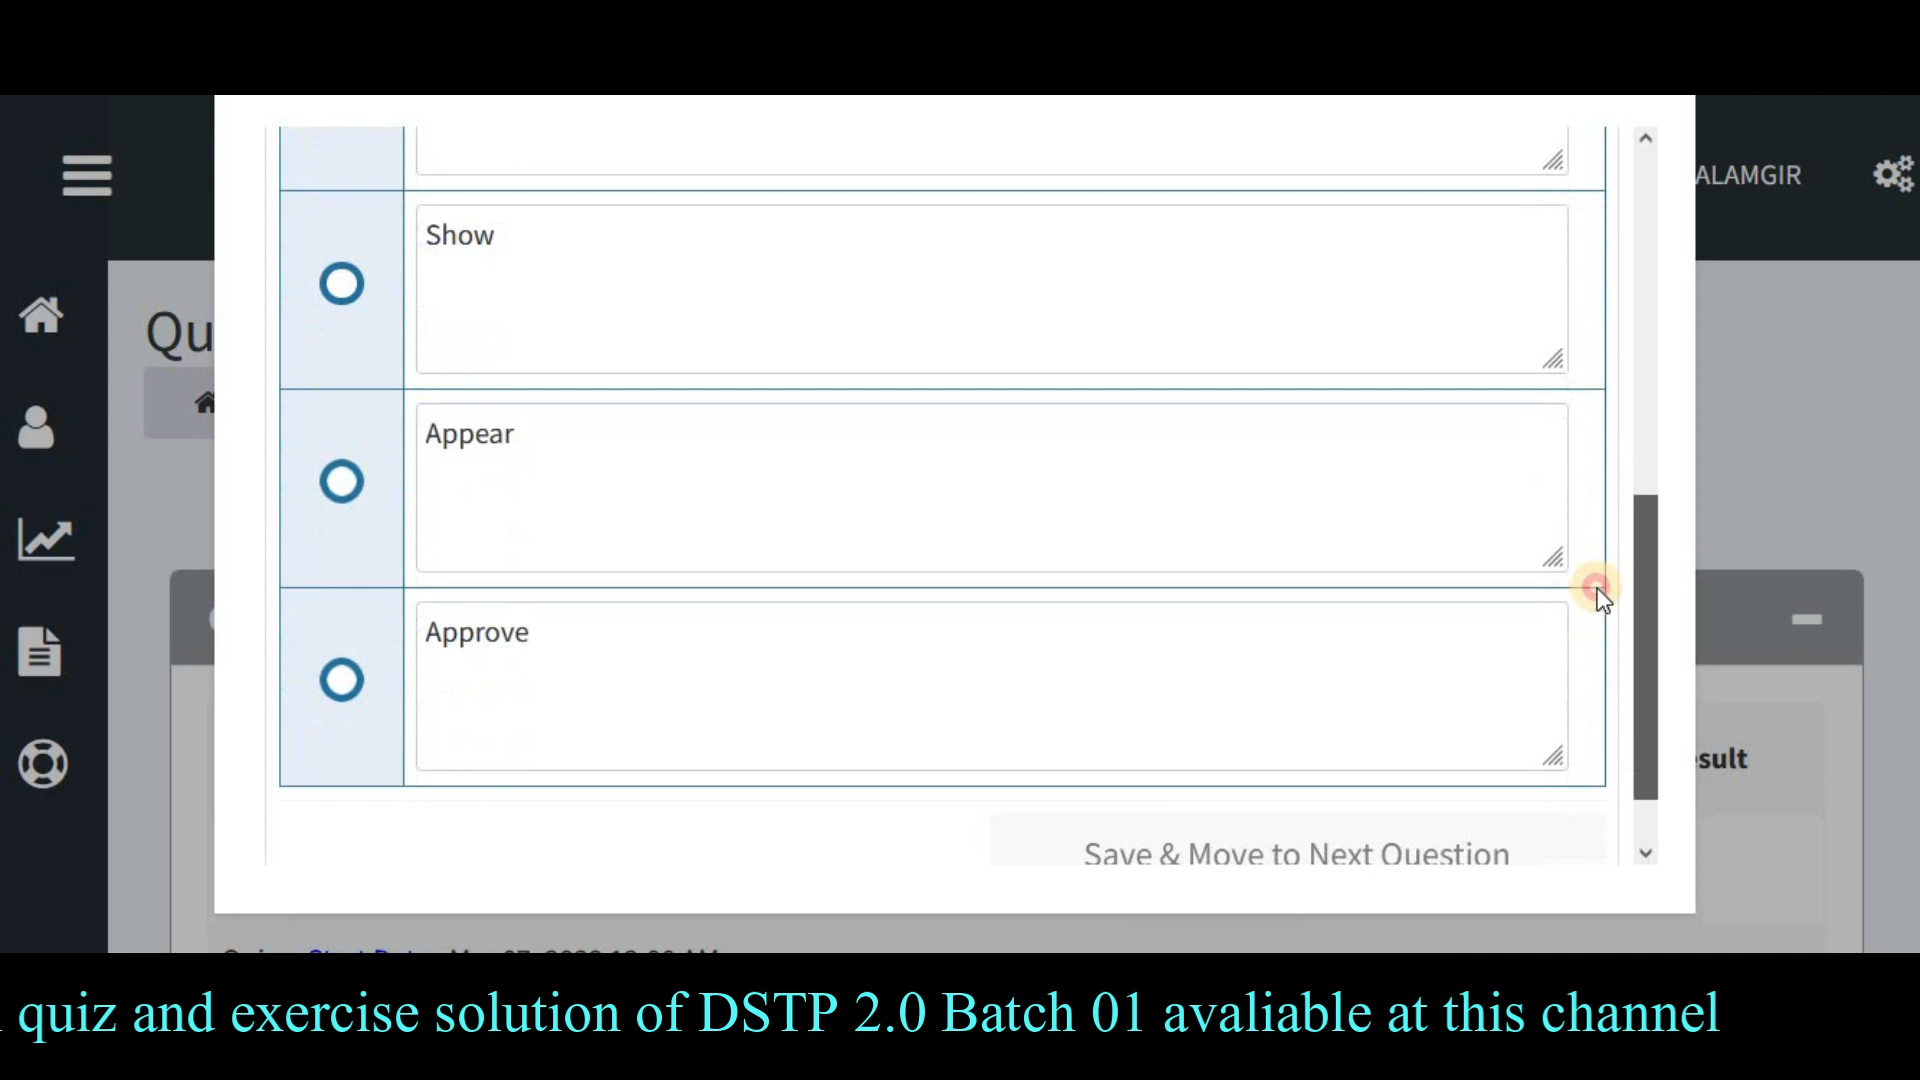 ALAMGIR
Show
Qu
Appear
Approve
esult
Save & Move to Next Question
quiz and exercise solution of DSTP 2.0 Batch 01 avaliable at this channel